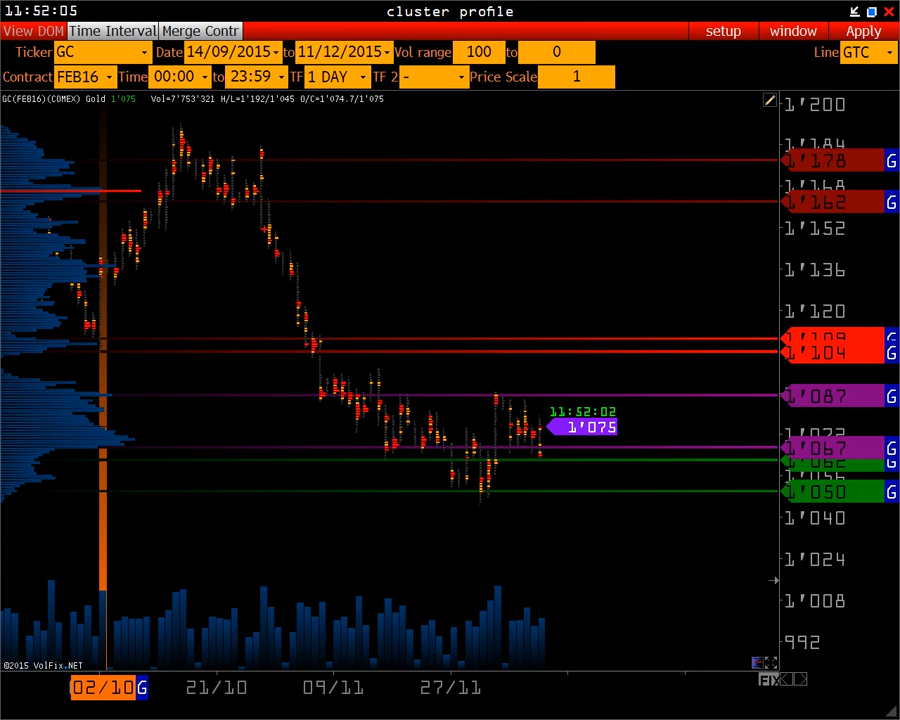 11:52:05 cluster profile
View DOM Time Interval Merge Contr setup window Apply
Ticker GC Date 14/09/2015 to 11/12/2015 Vol range 100 to 0 Line GTC
Contract FEB16 Time 00:00 to 23:59 TF 1 DAY TF 2 - Price Scale 1
GC(FEB16)(COMEX) Gold 1'075 Vol=7'753'321 H/L=1'192/1'045 O/C=1'074.7/1'075
1'200
1'184
1'178 G
1'168
1'162 G
1'152
1'136
1'120
1'109 G
1'104 G
1'087 G
11:52:02
1'075
1'072
1'067 G
1'062 G
1'056
1'050 G
1'040
1'024
1'008
992
©2015 VolFix.NET
FIX
02/10 G 21/10 09/11 27/11